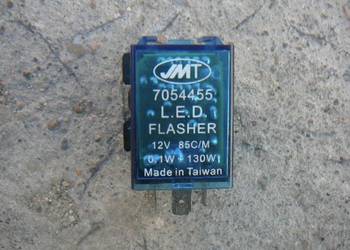 JMT
7054455
L.E.D.
FLASHER
12V 85C/M
0.1W - 130W
Made in Taiwan